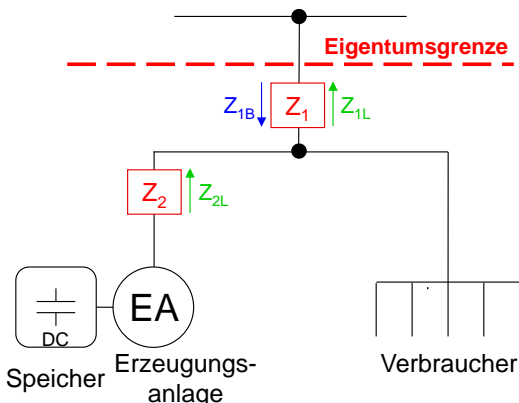 Eigentumsgrenze
Z1B Z1 Z1L
Z2 Z2L
EA
DC
Speicher
Erzeugungs-
anlage
Verbraucher